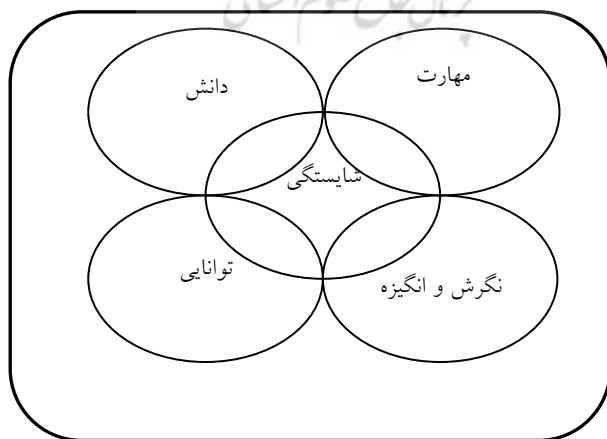 مهارت
دانش
شایستگی
توانایی
نگرش و انگیزه